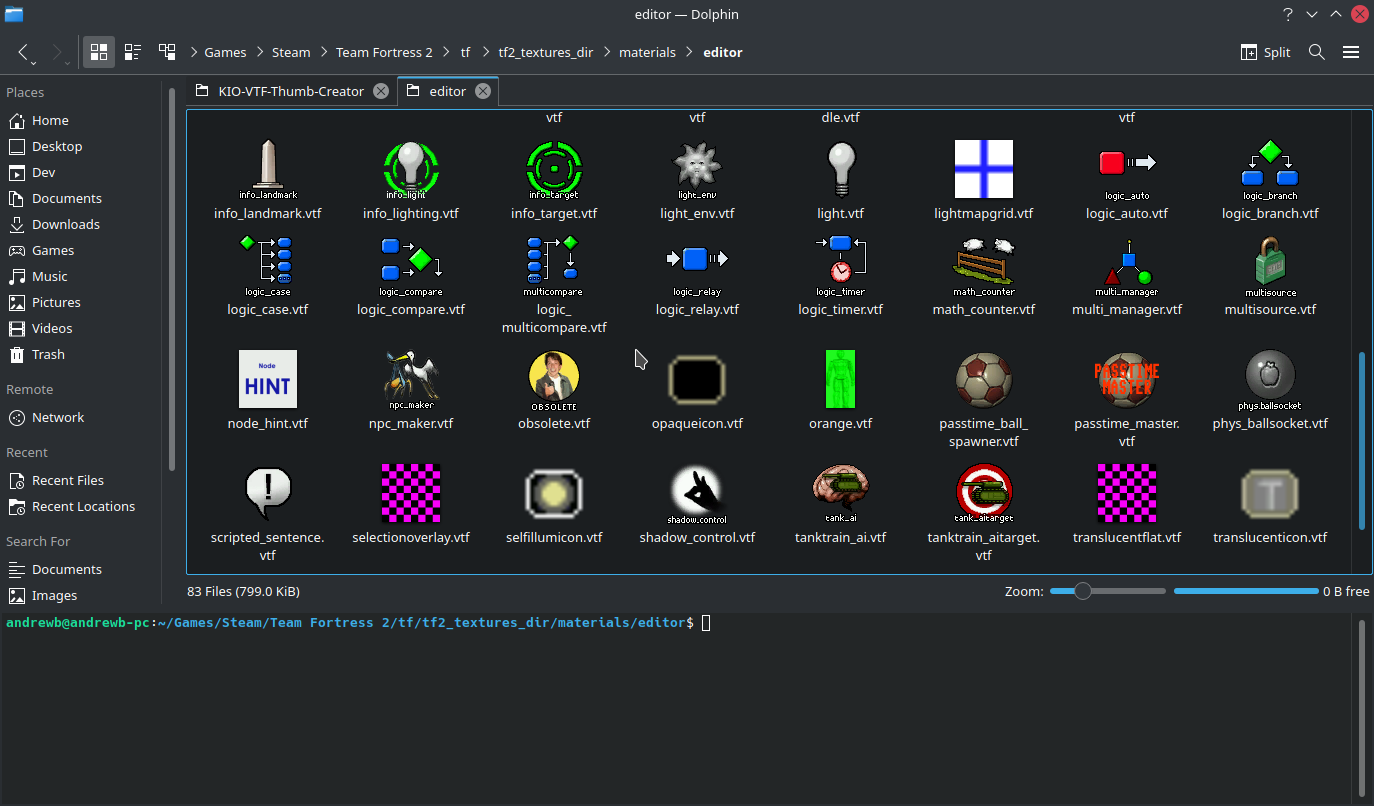 editor — Dolphin
?
Games Steam Team Fortress 2 tf tf2_textures_dir materials editor
Split
Places
Home
Desktop
Dev
Documents
Downloads
Games
Music
Pictures
Videos
Trash
Remote
Network
Recent
Recent Files
Recent Locations
Search For
Documents
Images
KIO-VTF-Thumb-Creator editor
vtf vtf dle.vtf vtf
info_landmark info_light info_target light_env logic_auto logic_branch
info_landmark.vtf info_lighting.vtf info_target.vtf light_env.vtf light.vtf lightmapgrid.vtf logic_auto.vtf logic_branch.vtf
logic_case logic_compare multicompare logic_relay logic_timer math_counter multi_manager multisource
logic_case.vtf logic_compare.vtf logic_ logic_relay.vtf logic_timer.vtf math_counter.vtf multi_manager.vtf multisource.vtf
multicompare.vtf
Node
HINT
PASSTIME
MASTER
npc_maker OBSOLETE phys_ballsocket
node_hint.vtf npc_maker.vtf obsolete.vtf opaqueicon.vtf orange.vtf passtime_ball_ passtime_master. phys_ballsocket.vtf
spawner.vtf vtf
! T
shadow_control tank_ai tank_aitarget
scripted_sentence. selectionoverlay.vtf selfillumicon.vtf shadow_control.vtf tanktrain_ai.vtf tanktrain_aitarget. translucentflat.vtf translucenticon.vtf
vtf vtf
83 Files (799.0 KiB) Zoom: 0 B free
andrewb@andrewb-pc:~/Games/Steam/Team Fortress 2/tf/tf2_textures_dir/materials/editor$